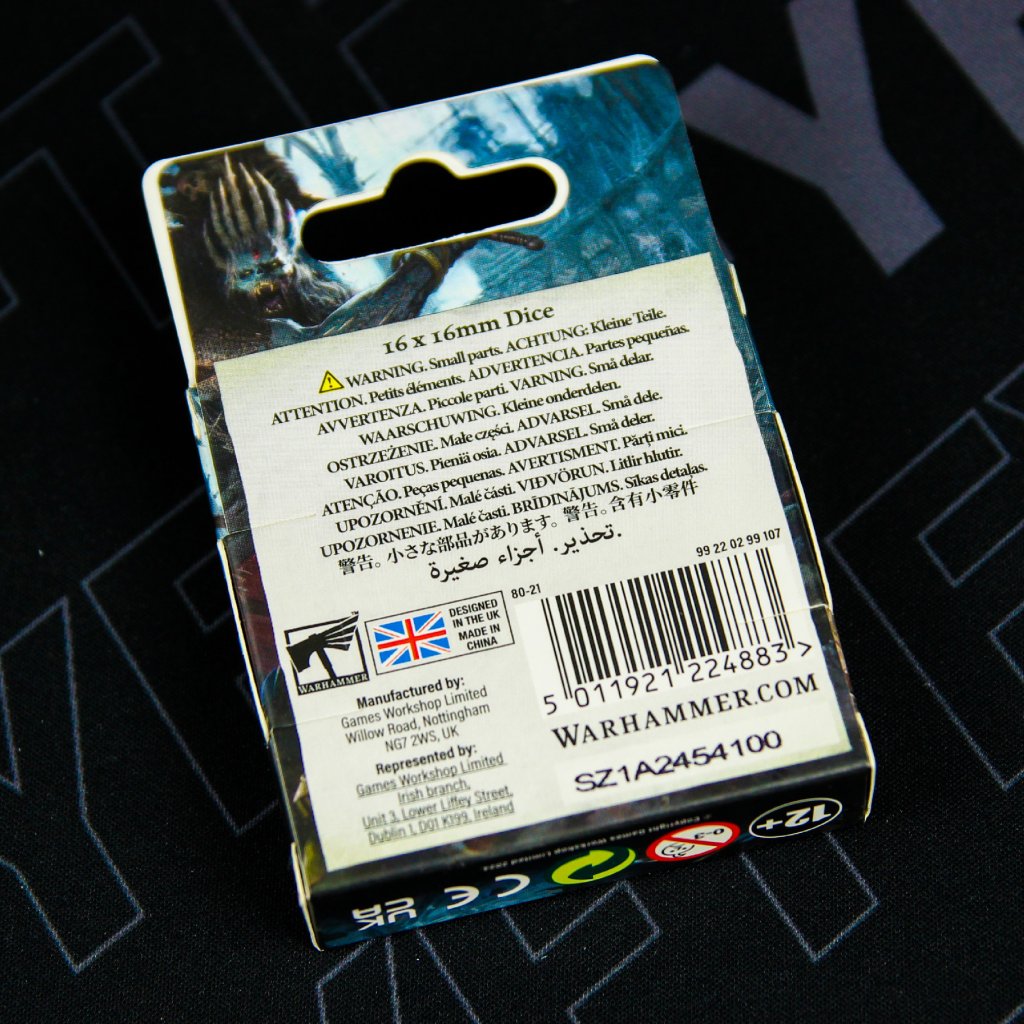 16 x 16mm Dice
WARNING. Small parts. ACHTUNG: Kleine Teile.
ATTENTION. Petits éléments. ADVERTENCIA. Partes pequeñas.
AVVERTENZA. Piccole parti. VARNING. Små delar.
WAARSCHUWING. Kleine onderdelen.
OSTRZEŻENIE. Małe części. ADVARSEL. Små dele.
VAROITUS. Pieniä osia. ADVARSEL. Små deler.
ATENÇÃO. Peças pequenas. AVERTISMENT. Părți mici.
UPOZORNĚNÍ. Malé části. VIÐVÖRUN. Litlir hlutir.
UPOZORNENIE. Malé časti. BRĪDINĀJUMS. Sīkas detaļas.
警告。小さな部品があります。警告。含有小零件
تحذير. أجزاء صغيرة.
99 22 02 99 107
80-21
DESIGNED
IN THE UK
MADE IN
CHINA
WARHAMMER
TM
5 011921 224883 >
WARHAMMER.COM
SZ1A2454100
Manufactured by:
Games Workshop Limited
Willow Road, Nottingham
NG7 2WS, UK
Represented by:
Games Workshop Limited
Irish branch,
Unit 3, Lower Liffey Street,
Dublin 1, D01 K199, Ireland
12+
0-3
CE
UK
CA